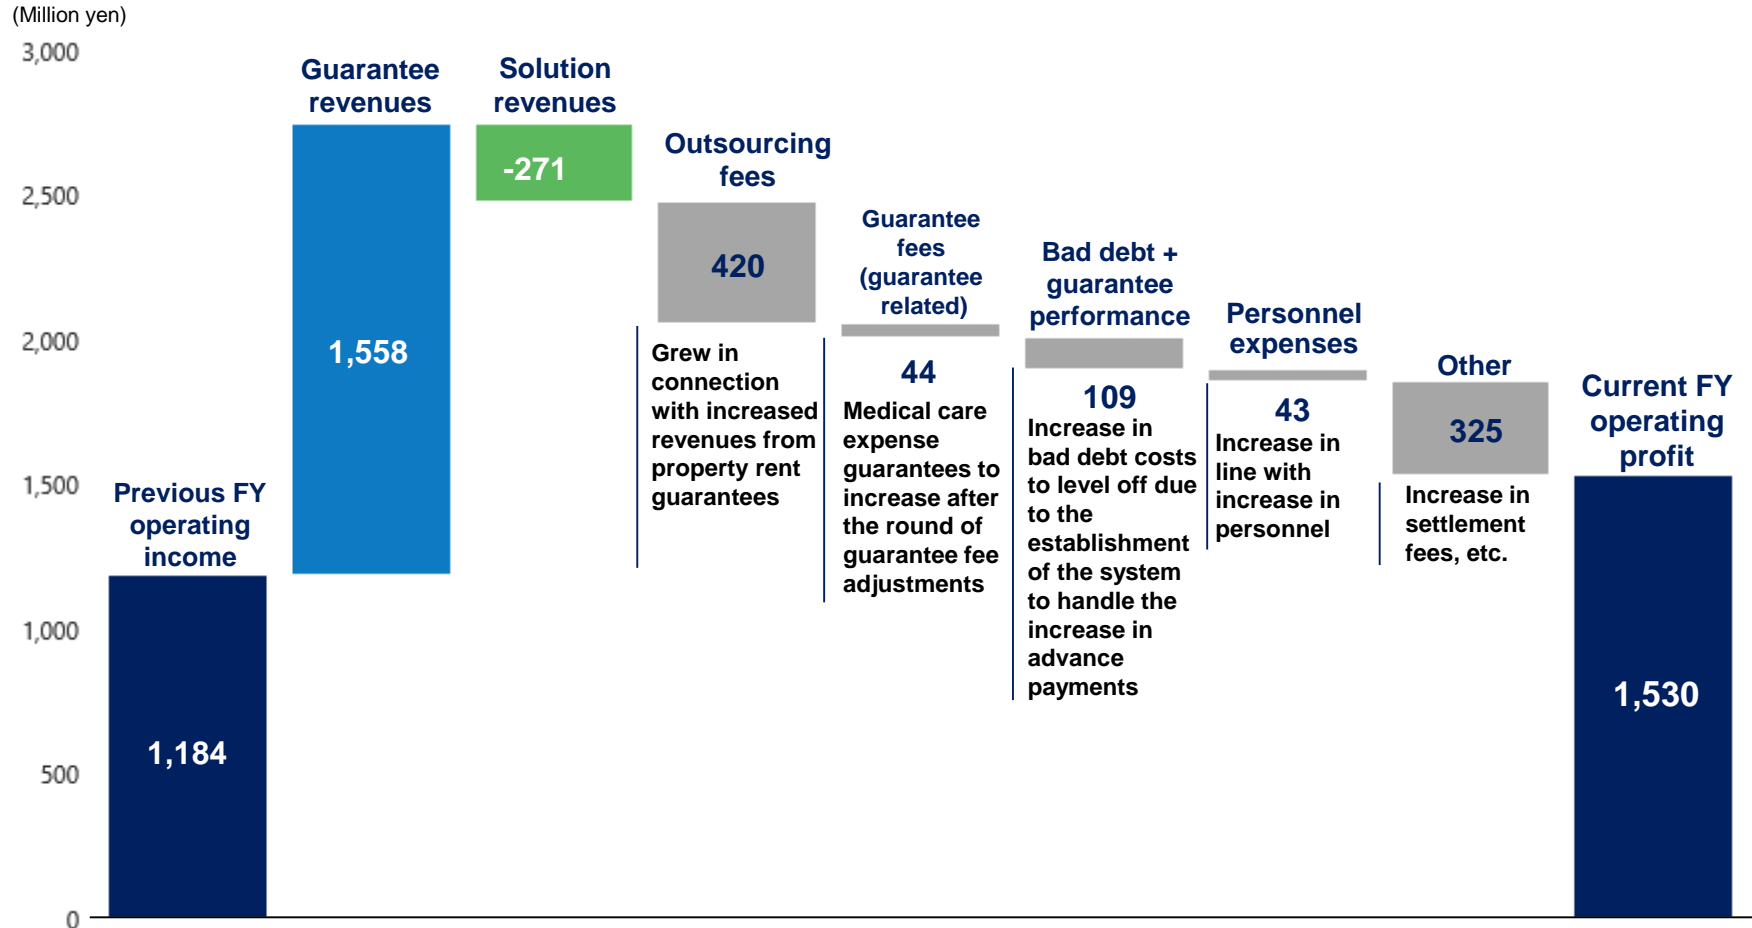 (Million yen)
3,000
2,500
2,000
1,500
1,000
500
0
Previous FY
operating
income
1,184
Guarantee
revenues
1,558
Solution
revenues
-271
Outsourcing
fees
420
Grew in
connection
with increased
revenues from
property rent
guarantees
Guarantee
fees
(guarantee
related)
44
Medical care
expense
guarantees to
increase after
the round of
guarantee fee
adjustments
Bad debt +
guarantee
performance
109
Increase in
bad debt costs
to level off due
to the
establishment
of the system
to handle the
increase in
advance
payments
Personnel
expenses
43
Increase in
line with
increase in
personnel
Other
325
Increase in
settlement
fees, etc.
Current FY
operating
profit
1,530